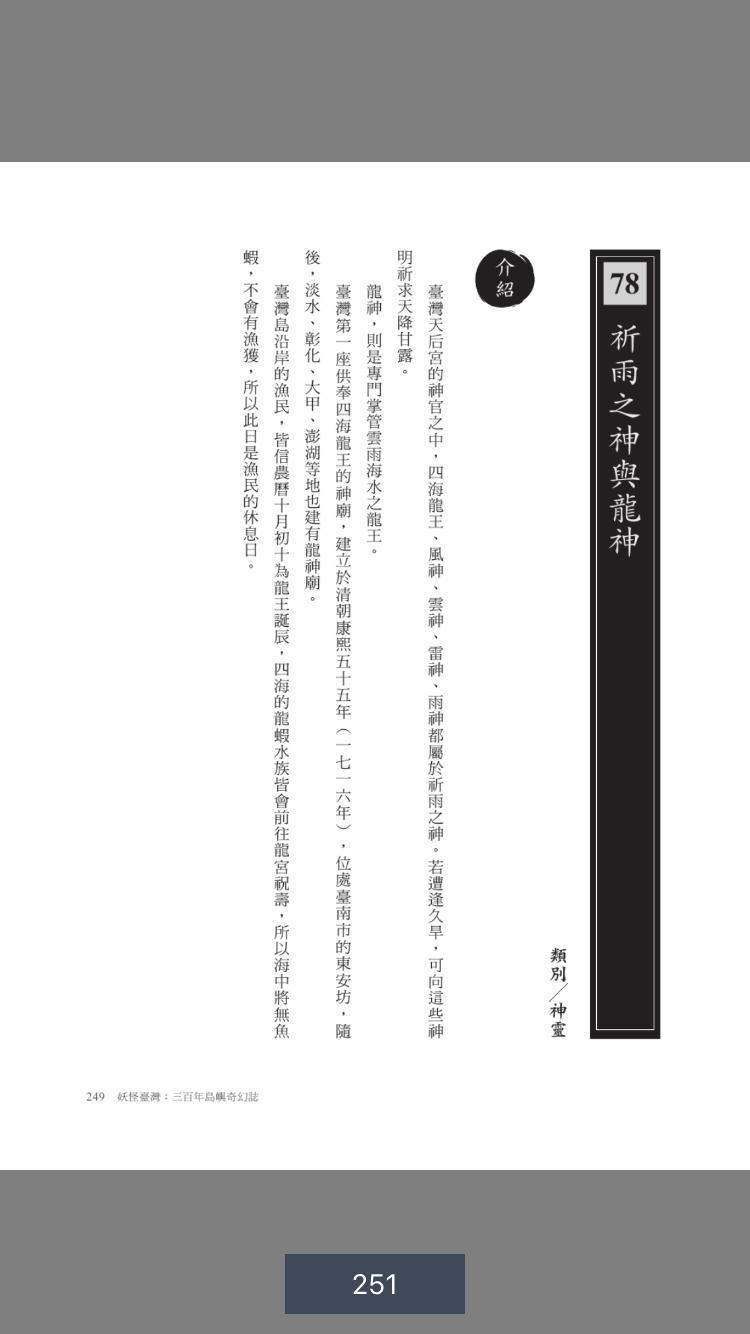 78 祈雨之神與龍神
類別／神靈
介紹
臺灣天后宮的神官之中，四海龍王、風神、雲神、雷神、雨神都屬於祈雨之神。若遭逢久旱，可向這些神
明祈求天降甘露。
龍神，則是專門掌管雲雨海水之龍王。
臺灣第一座供奉四海龍王的神廟，建立於清朝康熙五十五年（一七一六年），位處臺南市的東安坊，隨
後，淡水、彰化、大甲、澎湖等地也建有龍神廟。
臺灣島沿岸的漁民，皆信農曆十月初十為龍王誕辰，四海的龍蝦水族皆會前往龍宮祝壽，所以海中將無魚
蝦，不會有漁獲，所以此日是漁民的休息日。
249 妖怪臺灣：三百年島嶼奇幻誌
251